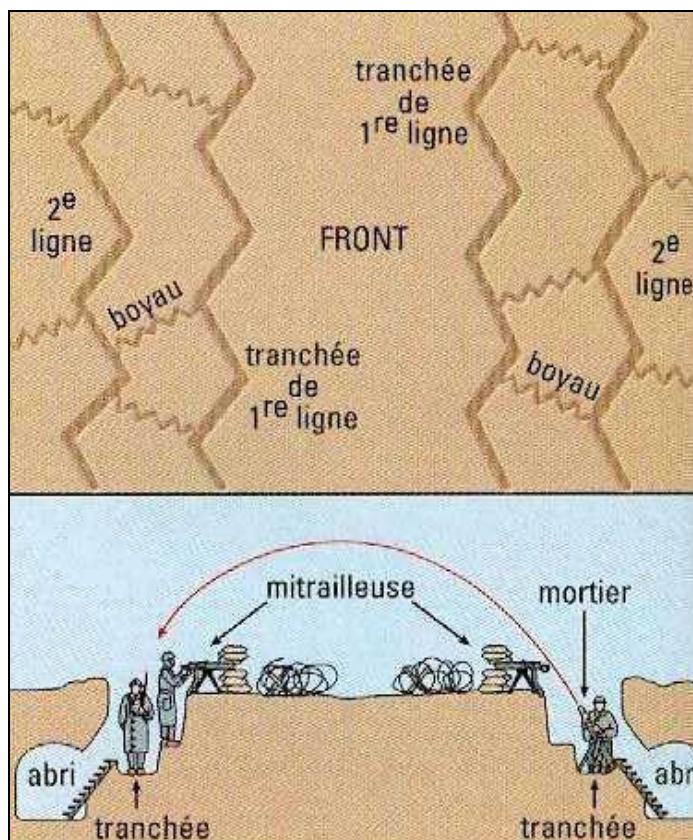 tranchée
de
1re ligne
2e
ligne
FRONT
2e
ligne
boyau
tranchée
de
1re ligne
boyau
mitrailleuse
mortier
abri
abr
tranchée
tranchée